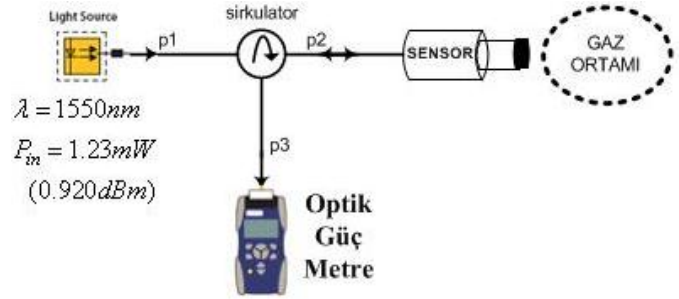 Light Source
sirkulator
p1
p2
SENSOR
GAZ
ORTAMI
λ = 1550nm
P_in = 1.23mW
(0.920dBm)
p3
Optik
Güç
Metre